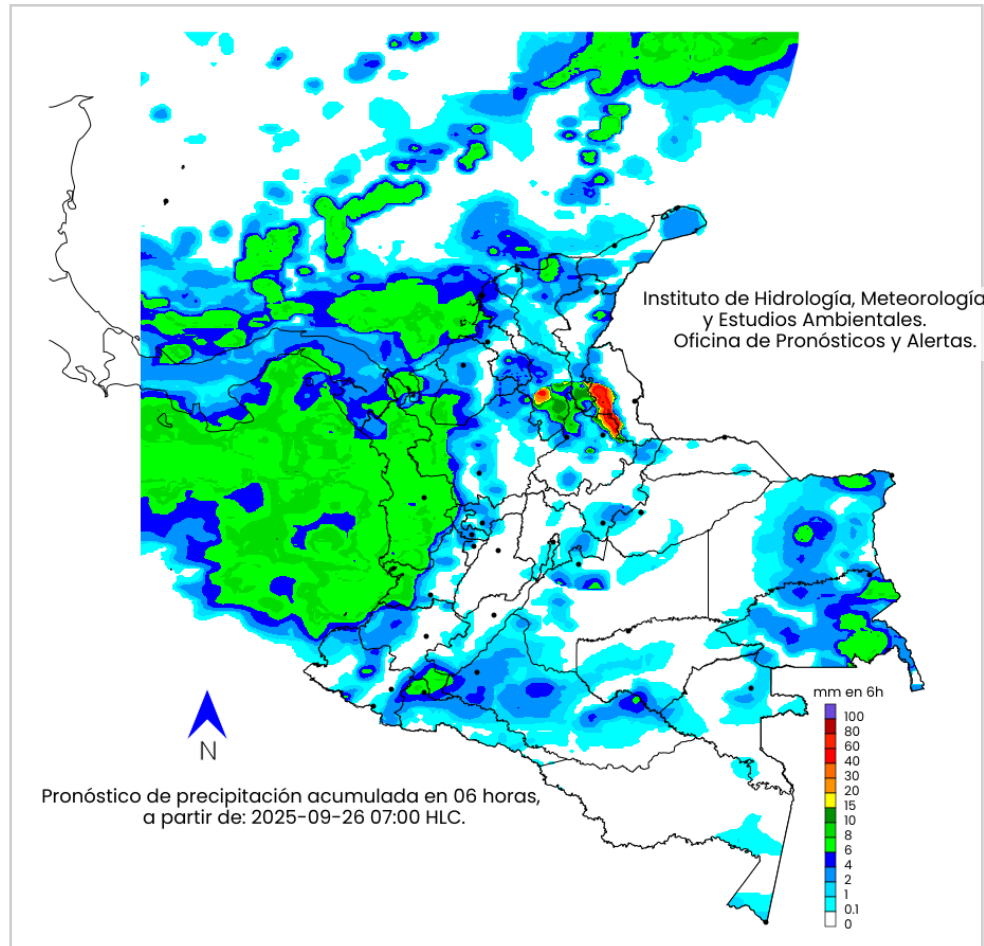 Instituto de Hidrología, Meteorología
y Estudios Ambientales.
Oficina de Pronósticos y Alertas.
mm en 6h
100
80
60
40
30
20
15
10
8
6
4
2
1
0.1
0
N
Pronóstico de precipitación acumulada en 06 horas,
a partir de: 2025-09-26 07:00 HLC.